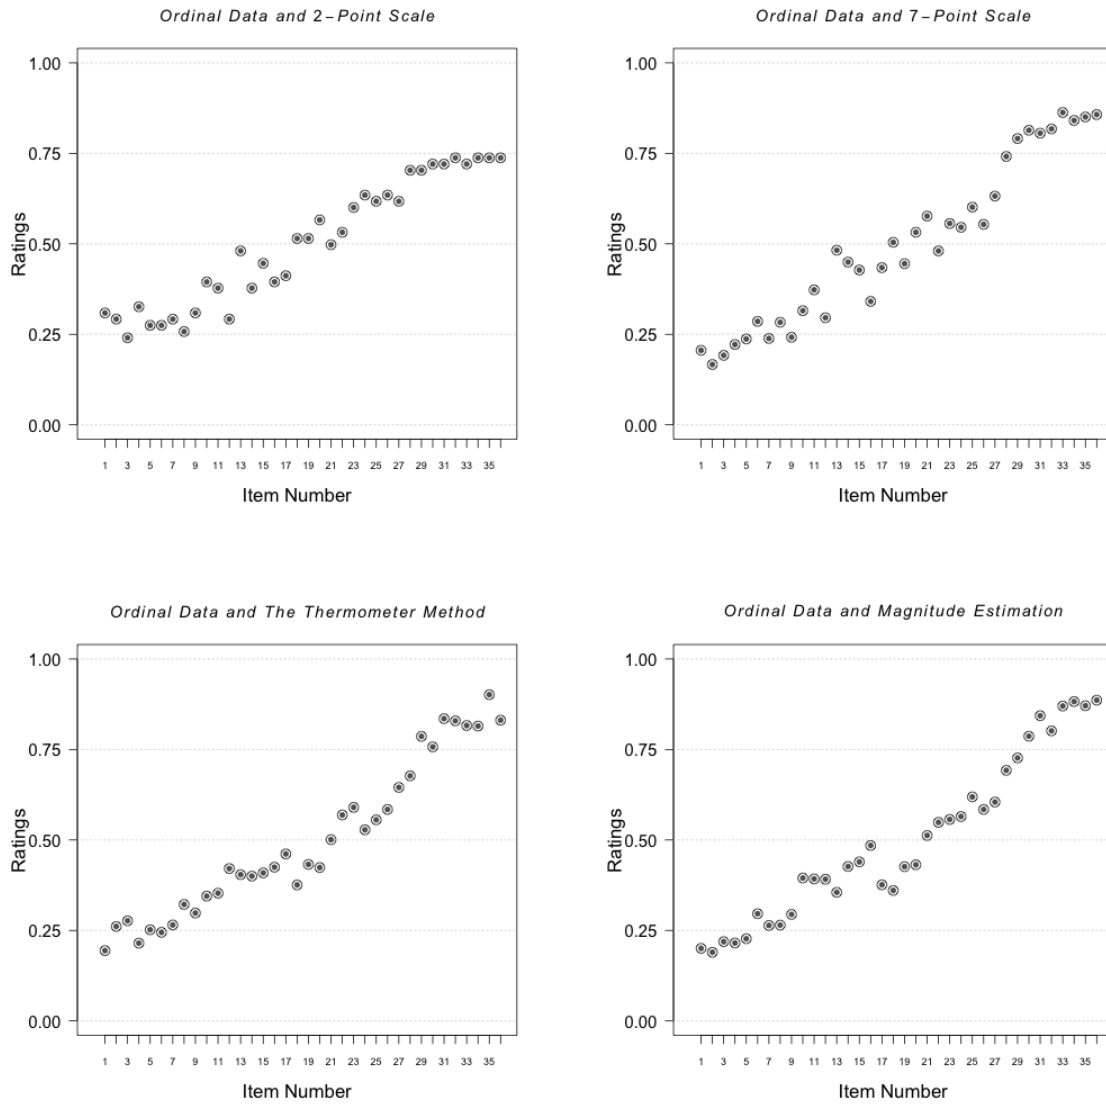 Ordinal Data and 2–Point Scale
1.00
0.75
0.50
0.25
0.00
Ratings
1 3 5 7 9 11 13 15 17 19 21 23 25 27 29 31 33 35
Item Number
Ordinal Data and 7–Point Scale
1.00
0.75
0.50
0.25
0.00
Ratings
1 3 5 7 9 11 13 15 17 19 21 23 25 27 29 31 33 35
Item Number
Ordinal Data and The Thermometer Method
1.00
0.75
0.50
0.25
0.00
Ratings
1 3 5 7 9 11 13 15 17 19 21 23 25 27 29 31 33 35
Item Number
Ordinal Data and Magnitude Estimation
1.00
0.75
0.50
0.25
0.00
Ratings
1 3 5 7 9 11 13 15 17 19 21 23 25 27 29 31 33 35
Item Number